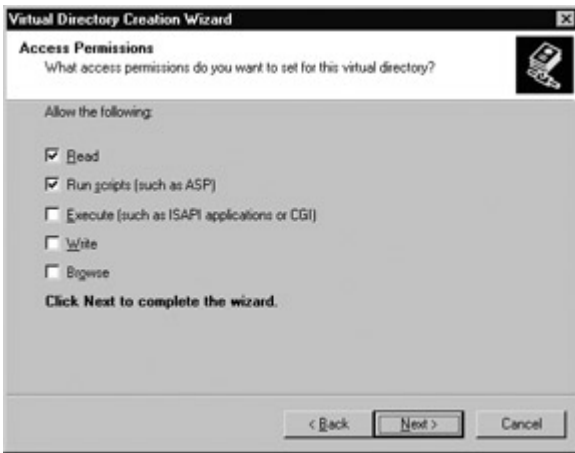 Virtual Directory Creation Wizard
Access Permissions
What access permissions do you want to set for this virtual directory?
Allow the following:
Read
Run scripts (such as ASP)
Execute (such as ISAPI applications or CGI)
Write
Browse
Click Next to complete the wizard.
< Back Next > Cancel